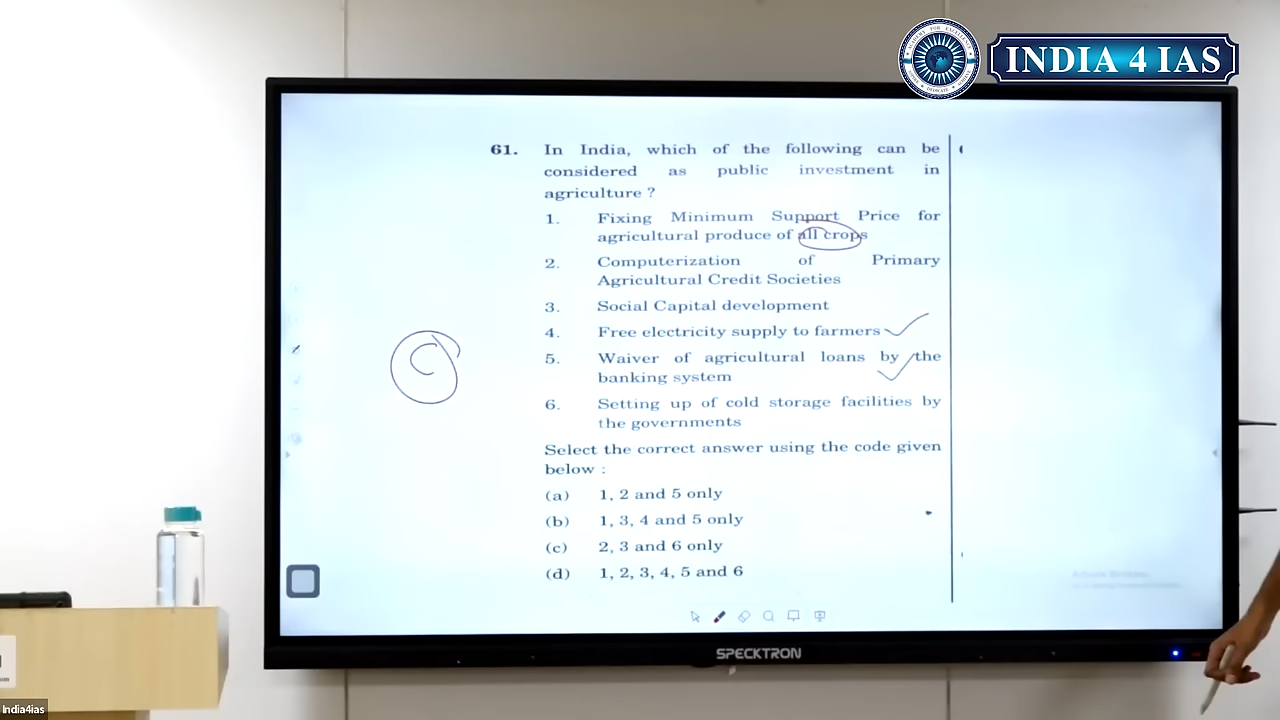 INDIA 4 IAS
61. In India, which of the following can be
considered as public investment in
agriculture ?
1. Fixing Minimum Support Price for
agricultural produce of all crops
2. Computerization of Primary
Agricultural Credit Societies
3. Social Capital development
4. Free electricity supply to farmers
5. Waiver of agricultural loans by the
banking system
6. Setting up of cold storage facilities by
the governments
Select the correct answer using the code given
below :
(a) 1, 2 and 5 only
(b) 1, 3, 4 and 5 only
(c) 2, 3 and 6 only
(d) 1, 2, 3, 4, 5 and 6
SPECKTRON
India4ias